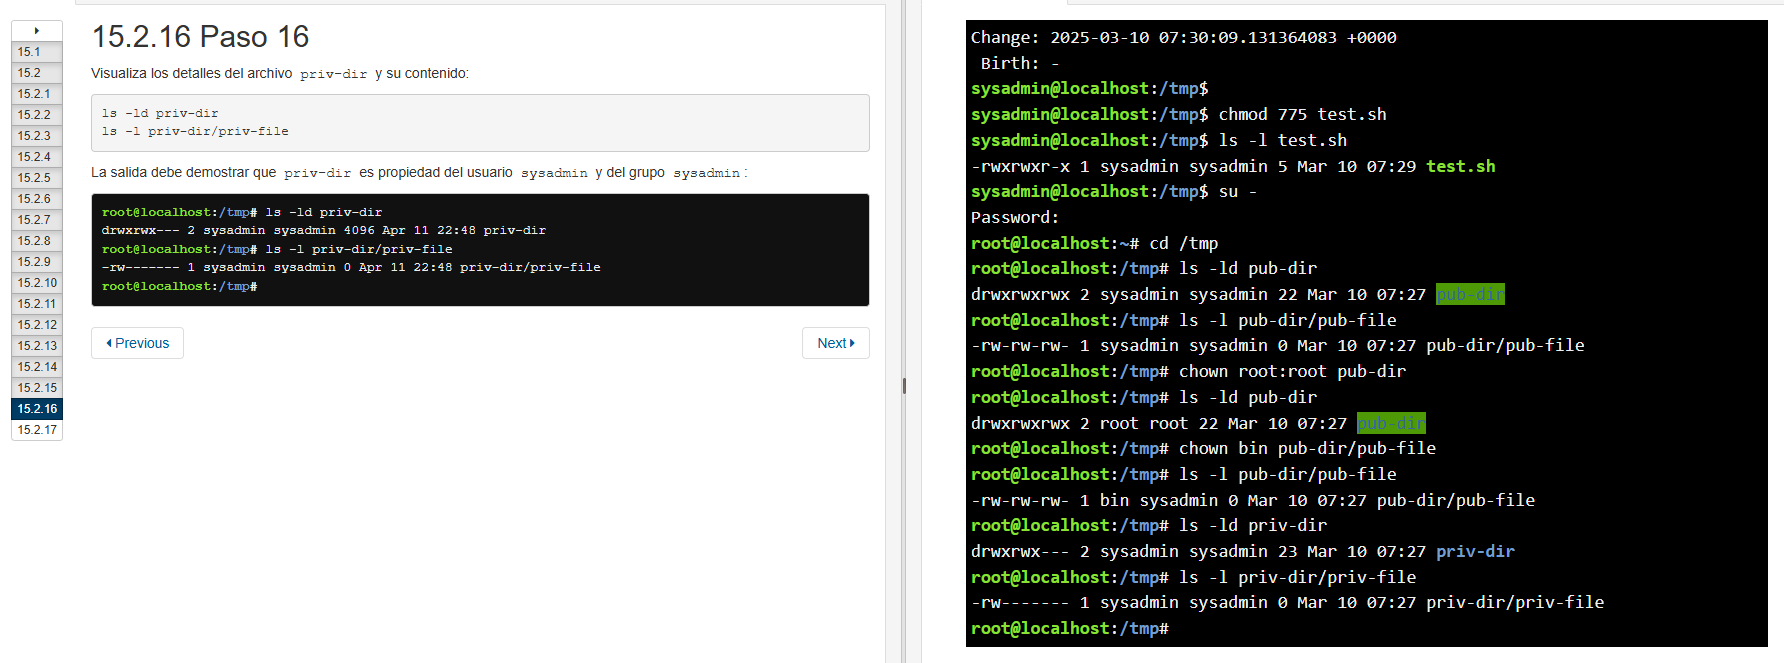 15.1
15.2
15.2.1
15.2.2
15.2.3
15.2.4
15.2.5
15.2.6
15.2.7
15.2.8
15.2.9
15.2.10
15.2.11
15.2.12
15.2.13
15.2.14
15.2.15
15.2.16
15.2.17
15.2.16 Paso 16
Visualiza los detalles del archivo priv-dir y su contenido:
ls -ld priv-dir
ls -l priv-dir/priv-file
La salida debe demostrar que priv-dir es propiedad del usuario sysadmin y del grupo sysadmin:
root@localhost:/tmp# ls -ld priv-dir
drwxrwx--- 2 sysadmin sysadmin 4096 Apr 11 22:48 priv-dir
root@localhost:/tmp# ls -l priv-dir/priv-file
-rw------- 1 sysadmin sysadmin 0 Apr 11 22:48 priv-dir/priv-file
root@localhost:/tmp#
Previous
Next
Change: 2025-03-10 07:30:09.131364083 +0000
 Birth: -
sysadmin@localhost:/tmp$
sysadmin@localhost:/tmp$ chmod 775 test.sh
sysadmin@localhost:/tmp$ ls -l test.sh
-rwxrwxr-x 1 sysadmin sysadmin 5 Mar 10 07:29 test.sh
sysadmin@localhost:/tmp$ su -
Password:
root@localhost:~# cd /tmp
root@localhost:/tmp# ls -ld pub-dir
drwxrwxrwx 2 sysadmin sysadmin 22 Mar 10 07:27 pub-dir
root@localhost:/tmp# ls -l pub-dir/pub-file
-rw-rw-rw- 1 sysadmin sysadmin 0 Mar 10 07:27 pub-dir/pub-file
root@localhost:/tmp# chown root:root pub-dir
root@localhost:/tmp# ls -ld pub-dir
drwxrwxrwx 2 root root 22 Mar 10 07:27 pub-dir
root@localhost:/tmp# chown bin pub-dir/pub-file
root@localhost:/tmp# ls -l pub-dir/pub-file
-rw-rw-rw- 1 bin sysadmin 0 Mar 10 07:27 pub-dir/pub-file
root@localhost:/tmp# ls -ld priv-dir
drwxrwx--- 2 sysadmin sysadmin 23 Mar 10 07:27 priv-dir
root@localhost:/tmp# ls -l priv-dir/priv-file
-rw------- 1 sysadmin sysadmin 0 Mar 10 07:27 priv-dir/priv-file
root@localhost:/tmp#